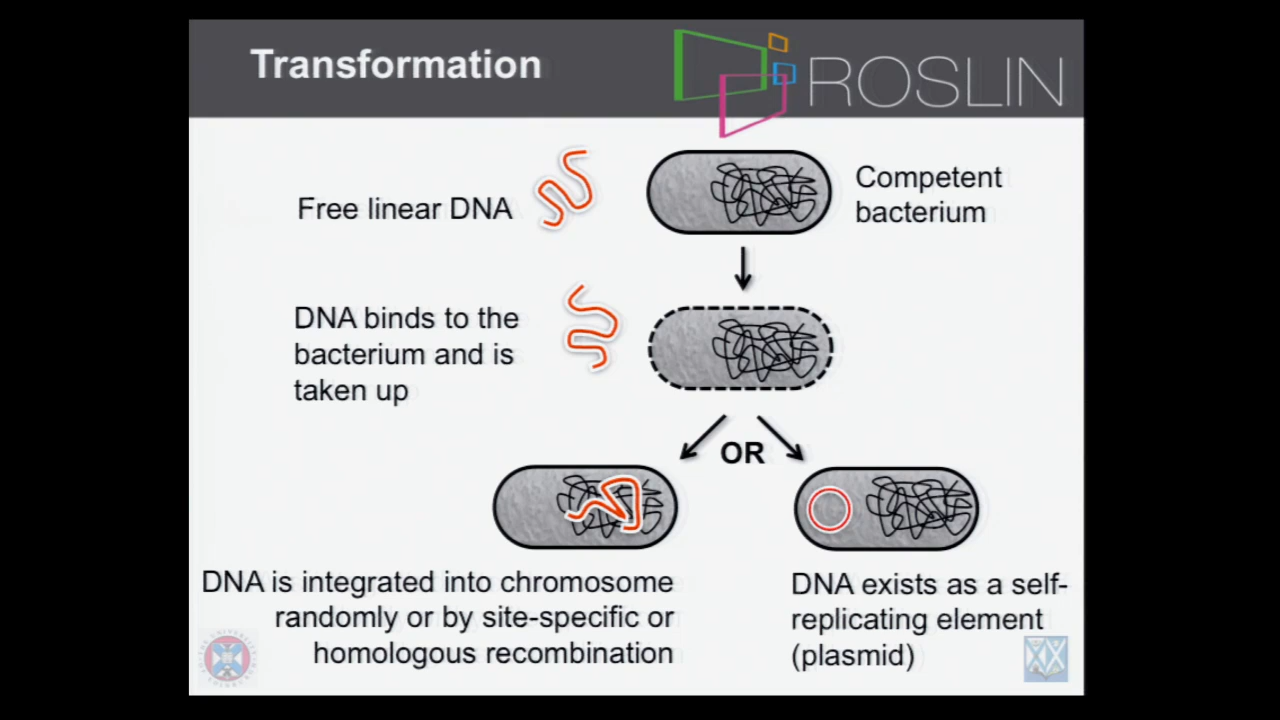 Transformation
ROSLIN
Free linear DNA
Competent
bacterium
DNA binds to the
bacterium and is
taken up
OR
DNA is integrated into chromosome
randomly or by site-specific or
homologous recombination
DNA exists as a self-
replicating element
(plasmid)